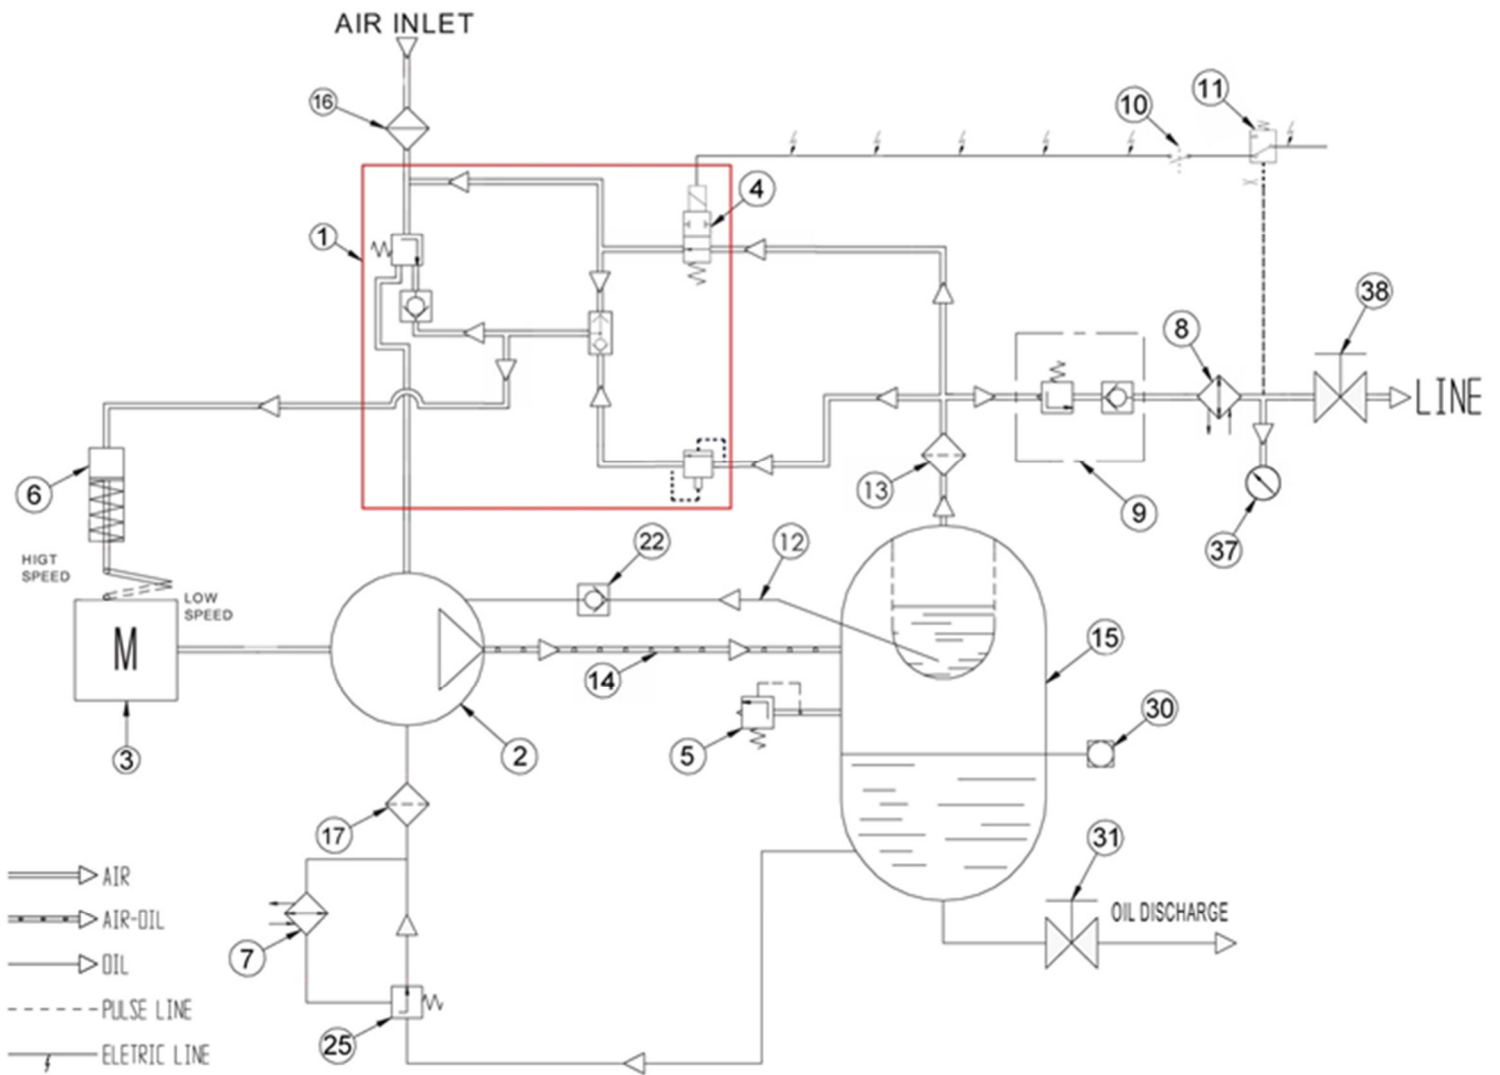 AIR INLET
16
10
11
4
1
38
8
LINE
6
13
9
37
HIGT
SPEED
22
12
LOW
SPEED
M
14
15
30
5
2
3
17
31
AIR
OIL DISCHARGE
AIR-OIL
7
OIL
PULSE LINE
25
ELETRIC LINE